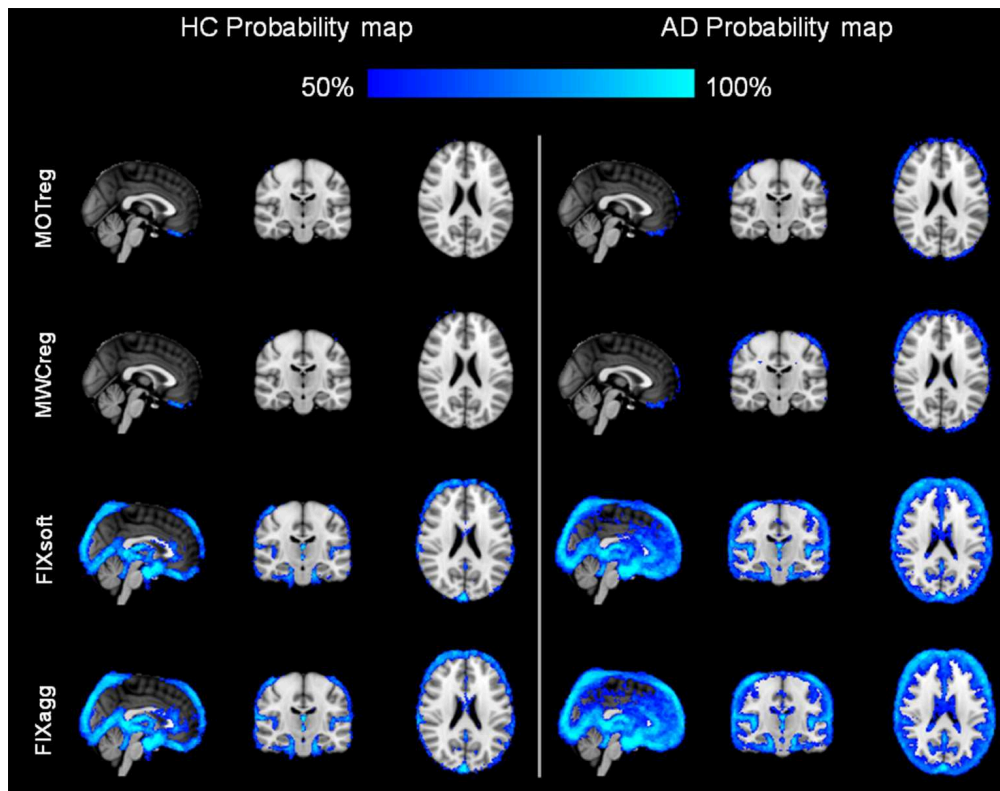 HC Probability map
AD Probability map
50% 100%
MOTreg
MWCreg
FIXsoft
FIXagg